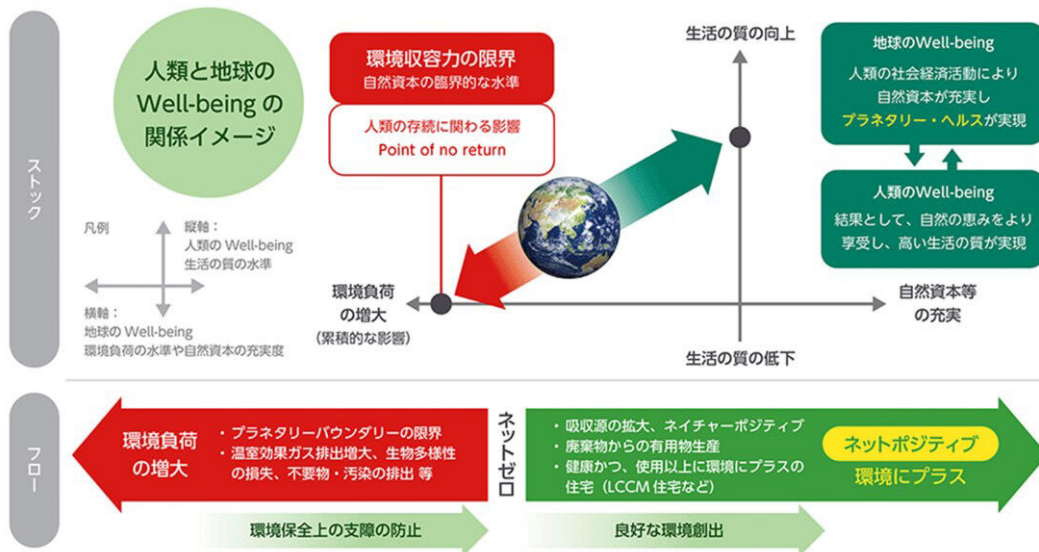 ストック
人類と地球の
Well-being の
関係イメージ
凡例
縦軸：
人類の Well-being
生活の質の水準
横軸：
地球の Well-being
環境負荷の水準や自然資本の充実度
環境収容力の限界
自然資本の臨界的な水準
人類の存続に関わる影響
Point of no return
環境負荷
の増大
(累積的な影響)
生活の質の向上
生活の質の低下
自然資本等
の充実
地球のWell-being
人類の社会経済活動により
自然資本が充実し
プラネタリー・ヘルスが実現
人類のWell-being
結果として、自然の恵みをより
享受し、高い生活の質が実現
フロー
環境負荷
の増大
・プラネタリーバウンダリーの限界
・温室効果ガス排出増大、生物多様性
の損失、不要物・汚染の排出 等
ネットゼロ
・吸収源の拡大、ネイチャーポジティブ
・廃棄物からの有用物生産
・健康かつ、使用以上に環境にプラスの
住宅（LCCM 住宅など）
ネットポジティブ
環境にプラス
環境保全上の支障の防止
良好な環境創出